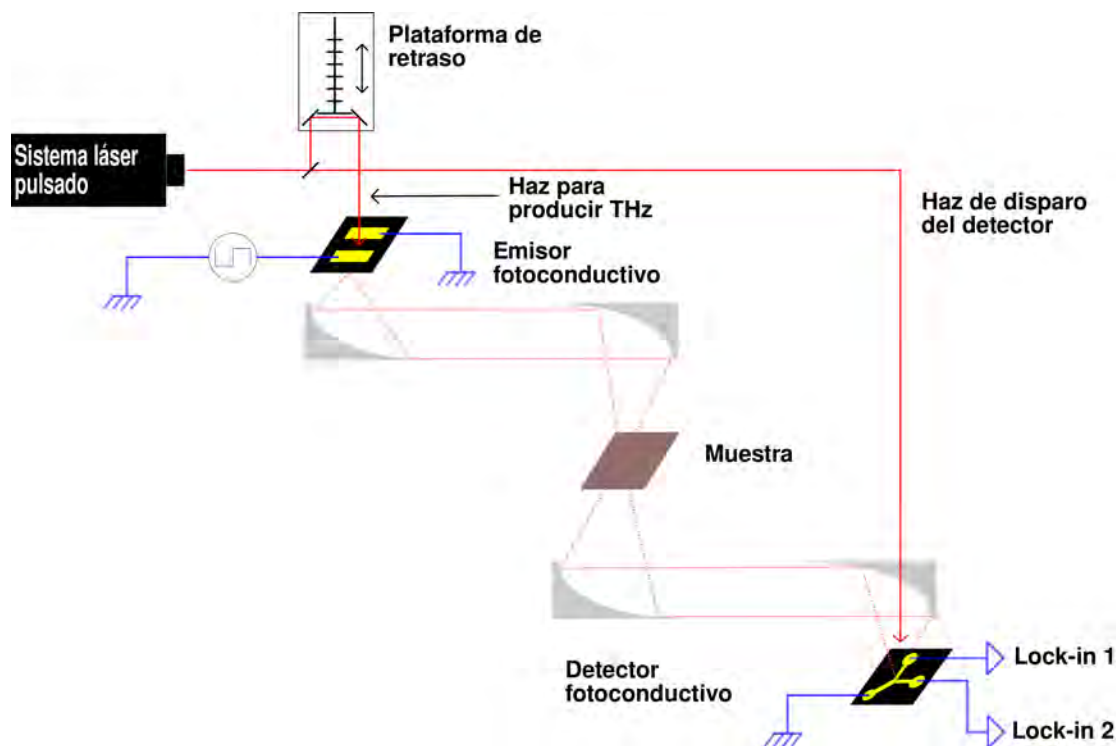 Plataforma de
retraso
Sistema láser
pulsado
Haz para
producir THz
Haz de disparo
del detector
Emisor
fotoconductivo
Muestra
Detector
fotoconductivo
Lock-in 1
Lock-in 2